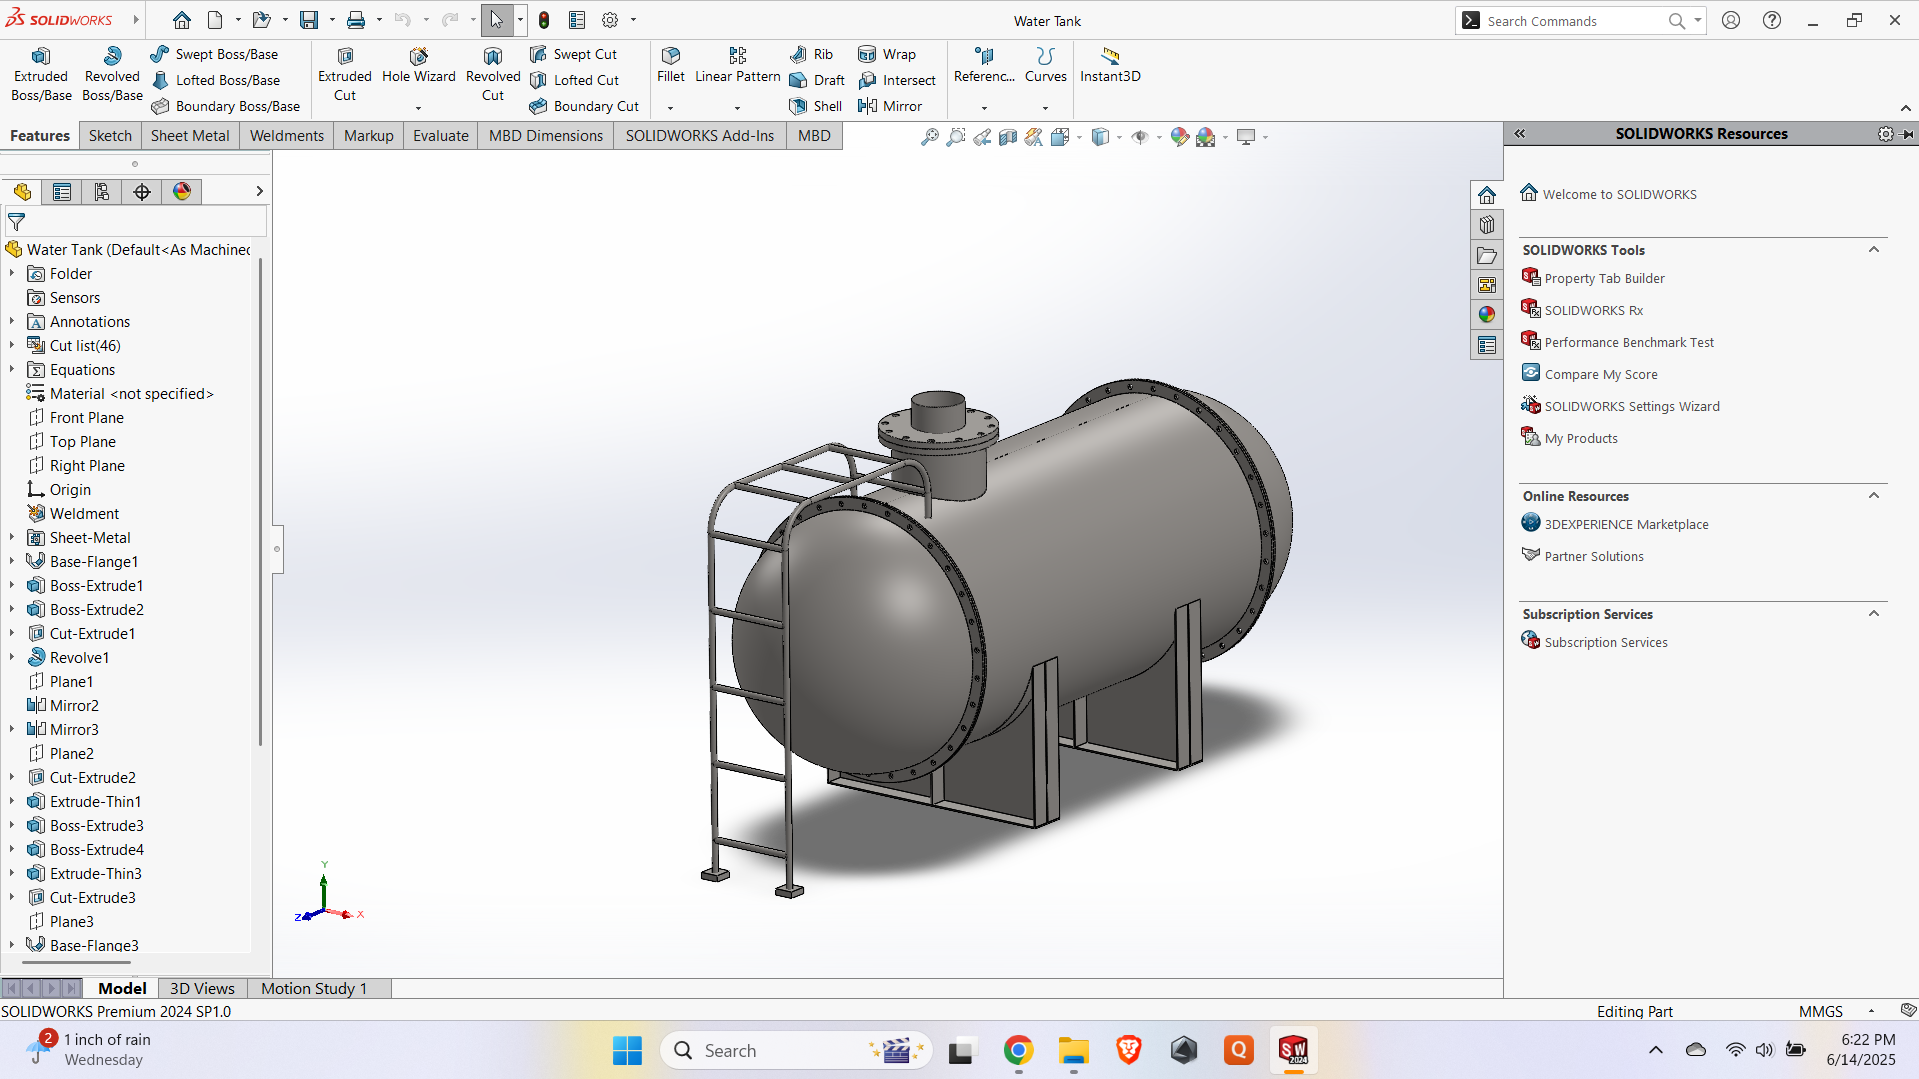 SOLIDWORKS
Water Tank
Search Commands
Extruded Boss/Base
Revolved Boss/Base
Swept Boss/Base
Lofted Boss/Base
Boundary Boss/Base
Extruded Cut
Hole Wizard
Revolved Cut
Swept Cut
Lofted Cut
Boundary Cut
Fillet
Linear Pattern
Rib
Draft
Shell
Wrap
Intersect
Mirror
Referenc...
Curves
Instant3D
Features
Sketch
Sheet Metal
Weldments
Markup
Evaluate
MBD Dimensions
SOLIDWORKS Add-Ins
MBD
Water Tank (Default<As Machined
Folder
Sensors
Annotations
Cut list(46)
Equations
Material <not specified>
Front Plane
Top Plane
Right Plane
Origin
Weldment
Sheet-Metal
Base-Flange1
Boss-Extrude1
Boss-Extrude2
Cut-Extrude1
Revolve1
Plane1
Mirror2
Mirror3
Plane2
Cut-Extrude2
Extrude-Thin1
Boss-Extrude3
Boss-Extrude4
Extrude-Thin3
Cut-Extrude3
Plane3
Base-Flange3
Y
Z
X
SOLIDWORKS Resources
Welcome to SOLIDWORKS
SOLIDWORKS Tools
Property Tab Builder
SOLIDWORKS Rx
Performance Benchmark Test
Compare My Score
SOLIDWORKS Settings Wizard
My Products
Online Resources
3DEXPERIENCE Marketplace
Partner Solutions
Subscription Services
Subscription Services
Model
3D Views
Motion Study 1
SOLIDWORKS Premium 2024 SP1.0
Editing Part
MMGS
2
1 inch of rain
Wednesday
Search
Q
SW
2024
6:22 PM
6/14/2025